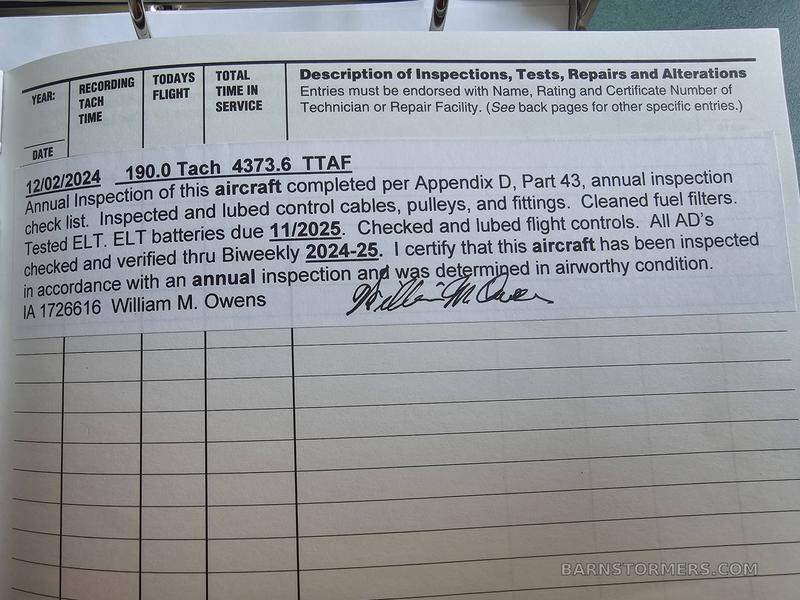 YEAR:
DATE
RECORDING
TACH
TIME
TODAYS
FLIGHT
TOTAL
TIME IN
SERVICE
Description of Inspections, Tests, Repairs and Alterations
Entries must be endorsed with Name, Rating and Certificate Number of
Technician or Repair Facility. (See back pages for other specific entries.)
12/02/2024 190.0 Tach 4373.6 TTAF
Annual Inspection of this aircraft completed per Appendix D, Part 43, annual inspection
check list. Inspected and lubed control cables, pulleys, and fittings. Cleaned fuel filters.
Tested ELT. ELT batteries due 11/2025. Checked and lubed flight controls. All AD's
checked and verified thru Biweekly 2024-25. I certify that this aircraft has been inspected
in accordance with an annual inspection and was determined in airworthy condition.
IA 1726616 William M. Owens
William M. Owens
BARNSTORMERS.COM